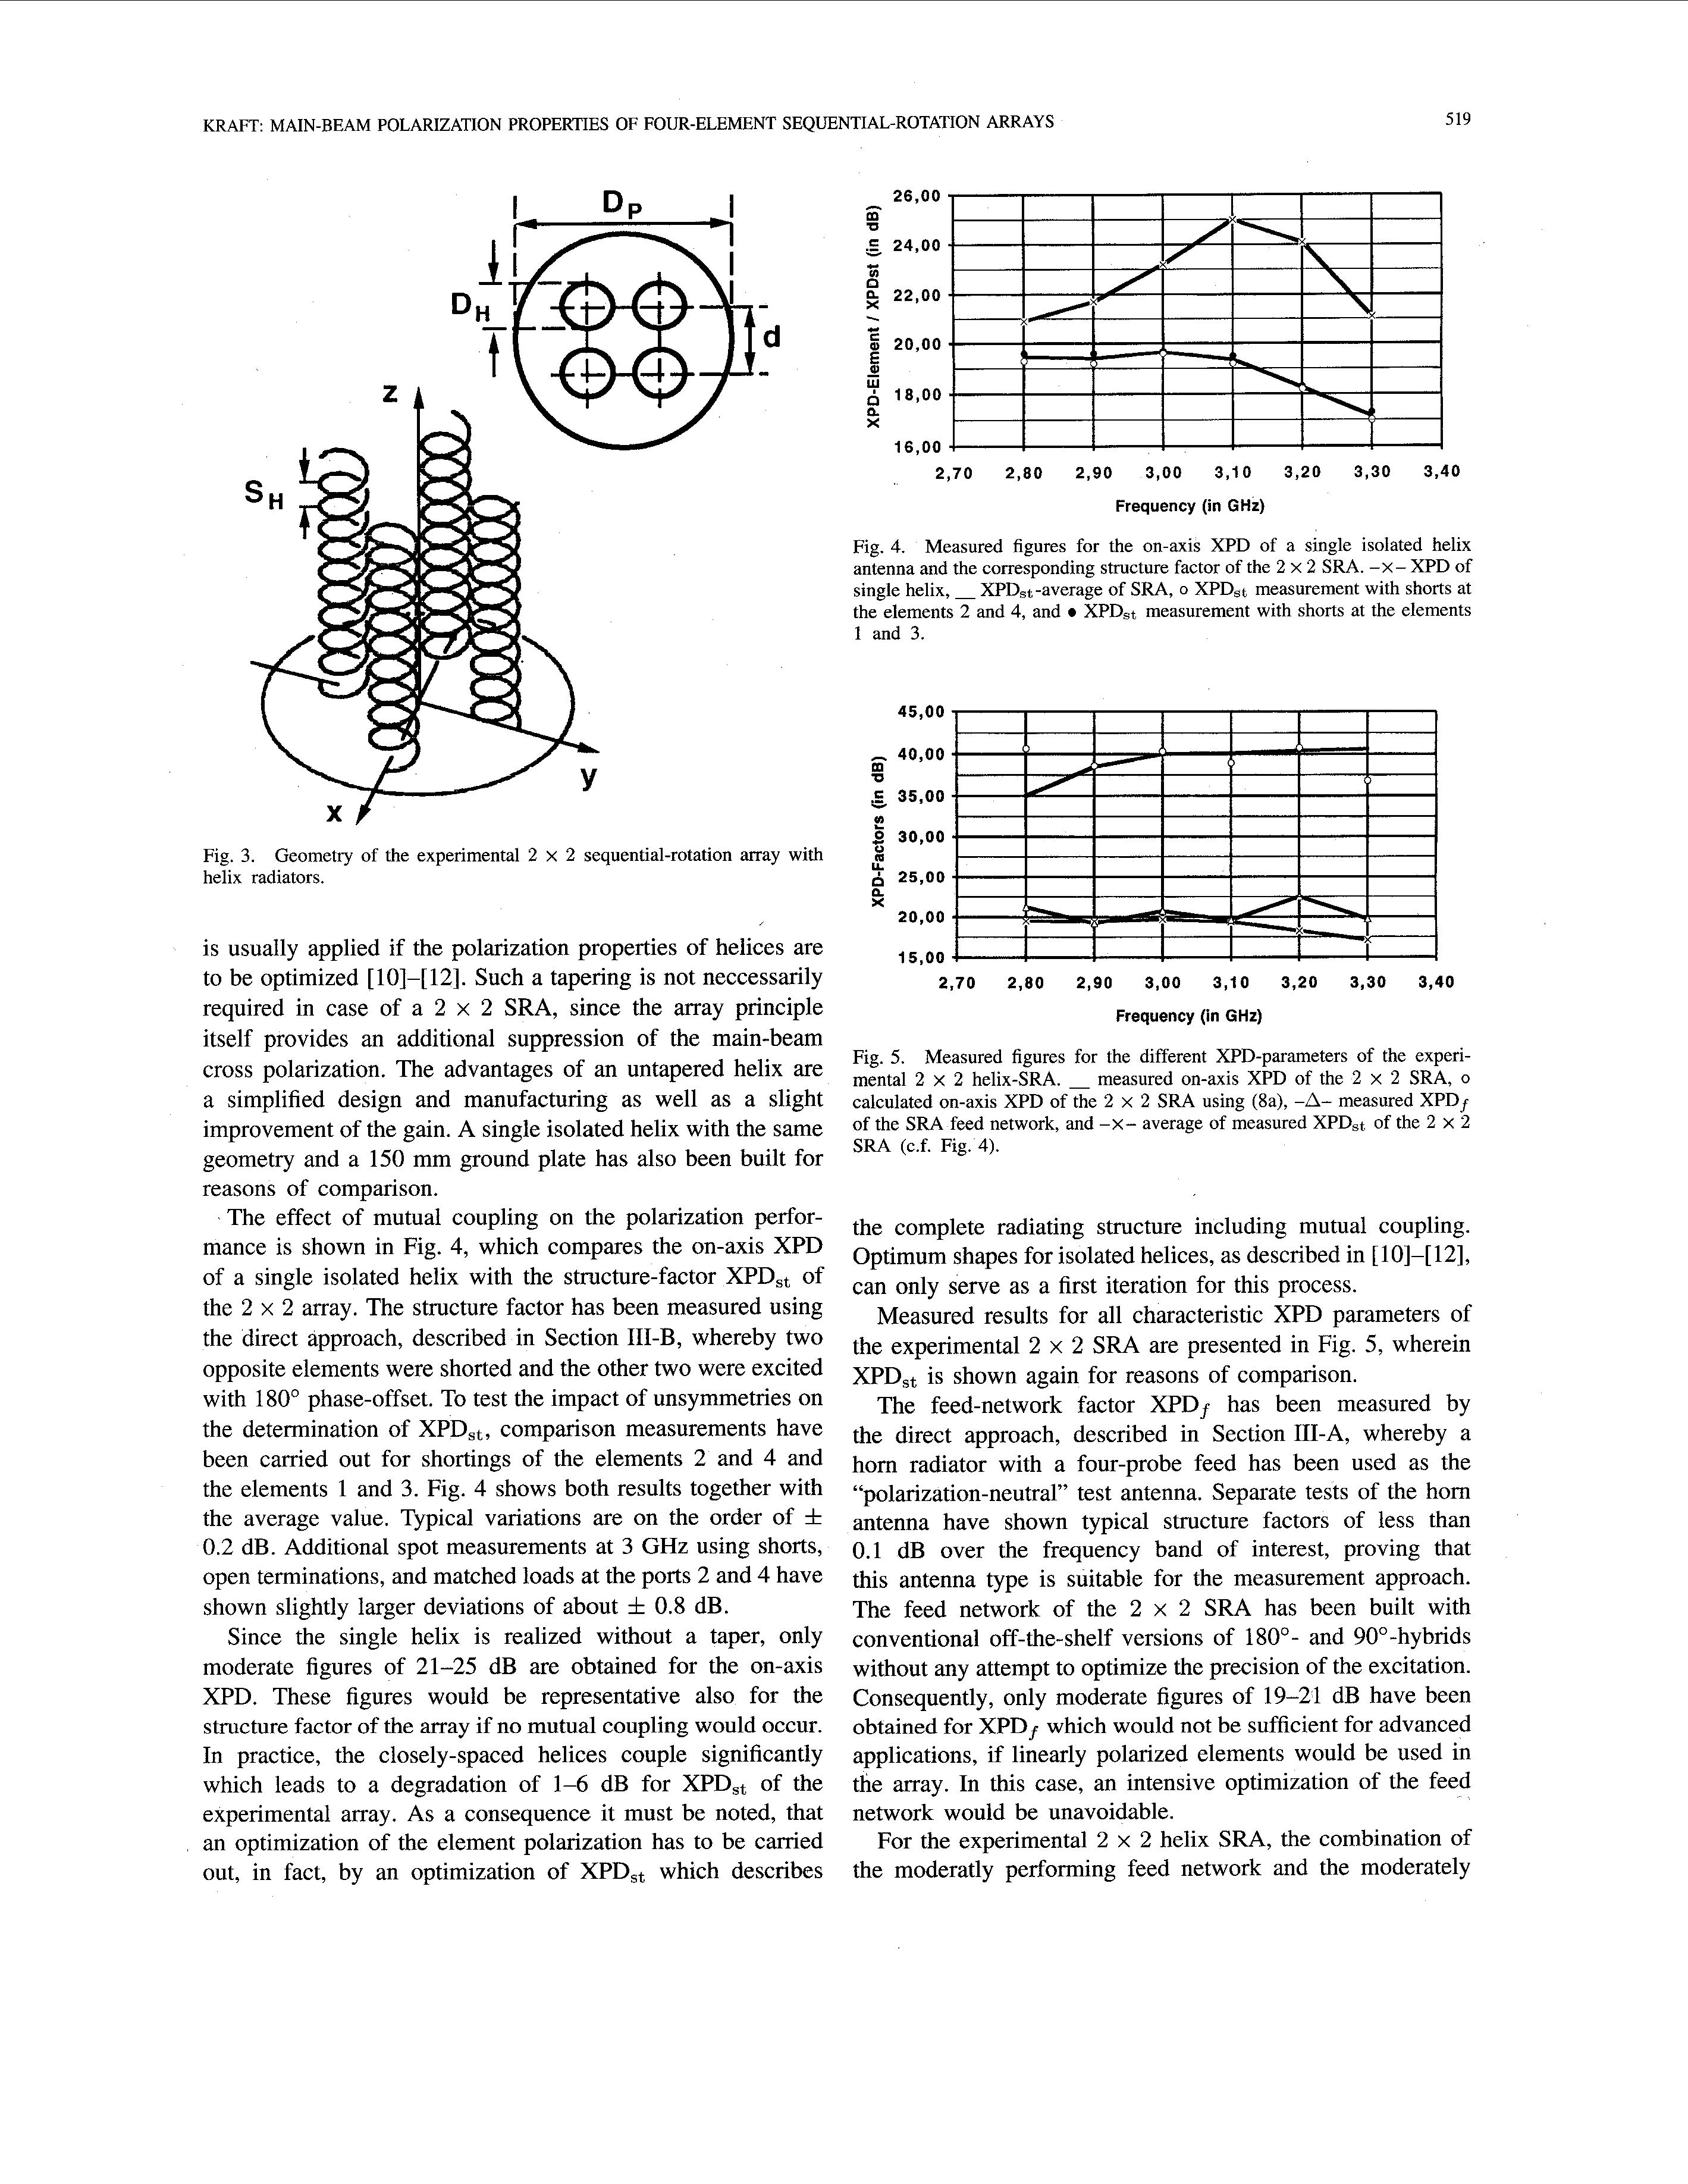 KRAFT: MAIN-BEAM POLARIZATION PROPERTIES OF FOUR-ELEMENT SEQUENTIAL-ROTATION ARRAYS 519
D P
D H
d
z
S H
y
x
Fig. 3. Geometry of the experimental 2 × 2 sequential-rotation array with
helix radiators.
is usually applied if the polarization properties of helices are
to be optimized [10]–[12]. Such a tapering is not neccessarily
required in case of a 2 × 2 SRA, since the array principle
itself provides an additional suppression of the main-beam
cross polarization. The advantages of an untapered helix are
a simplified design and manufacturing as well as a slight
improvement of the gain. A single isolated helix with the same
geometry and a 150 mm ground plate has also been built for
reasons of comparison.
The effect of mutual coupling on the polarization perfor-
mance is shown in Fig. 4, which compares the on-axis XPD
of a single isolated helix with the structure-factor XPDst of
the 2 × 2 array. The structure factor has been measured using
the direct approach, described in Section III-B, whereby two
opposite elements were shorted and the other two were excited
with 180° phase-offset. To test the impact of unsymmetries on
the determination of XPDst, comparison measurements have
been carried out for shortings of the elements 2 and 4 and
the elements 1 and 3. Fig. 4 shows both results together with
the average value. Typical variations are on the order of ±
0.2 dB. Additional spot measurements at 3 GHz using shorts,
open terminations, and matched loads at the ports 2 and 4 have
shown slightly larger deviations of about ± 0.8 dB.
Since the single helix is realized without a taper, only
moderate figures of 21–25 dB are obtained for the on-axis
XPD. These figures would be representative also for the
structure factor of the array if no mutual coupling would occur.
In practice, the closely-spaced helices couple significantly
which leads to a degradation of 1–6 dB for XPDst of the
experimental array. As a consequence it must be noted, that
an optimization of the element polarization has to be carried
out, in fact, by an optimization of XPDst which describes
XPD-Element / XPDst (in dB)
26,00
24,00
22,00
20,00
18,00
16,00
2,70 2,80 2,90 3,00 3,10 3,20 3,30 3,40
Frequency (in GHz)
Fig. 4. Measured figures for the on-axis XPD of a single isolated helix
antenna and the corresponding structure factor of the 2 × 2 SRA. –×– XPD of
single helix, __ XPDst-average of SRA, o XPDst measurement with shorts at
the elements 2 and 4, and ● XPDst measurement with shorts at the elements
1 and 3.
XPD-Factors (in dB)
45,00
40,00
35,00
30,00
25,00
20,00
15,00
2,70 2,80 2,90 3,00 3,10 3,20 3,30 3,40
Frequency (in GHz)
Fig. 5. Measured figures for the different XPD-parameters of the experi-
mental 2 × 2 helix-SRA. __ measured on-axis XPD of the 2 × 2 SRA, o
calculated on-axis XPD of the 2 × 2 SRA using (8a), –Δ– measured XPDf
of the SRA feed network, and –×– average of measured XPDst of the 2 × 2
SRA (c.f. Fig. 4).
the complete radiating structure including mutual coupling.
Optimum shapes for isolated helices, as described in [10]–[12],
can only serve as a first iteration for this process.
Measured results for all characteristic XPD parameters of
the experimental 2 × 2 SRA are presented in Fig. 5, wherein
XPDst is shown again for reasons of comparison.
The feed-network factor XPDf has been measured by
the direct approach, described in Section III-A, whereby a
horn radiator with a four-probe feed has been used as the
“polarization-neutral” test antenna. Separate tests of the horn
antenna have shown typical structure factors of less than
0.1 dB over the frequency band of interest, proving that
this antenna type is suitable for the measurement approach.
The feed network of the 2 × 2 SRA has been built with
conventional off-the-shelf versions of 180°- and 90°-hybrids
without any attempt to optimize the precision of the excitation.
Consequently, only moderate figures of 19–21 dB have been
obtained for XPDf which would not be sufficient for advanced
applications, if linearly polarized elements would be used in
the array. In this case, an intensive optimization of the feed
network would be unavoidable.
For the experimental 2 × 2 helix SRA, the combination of
the moderatly performing feed network and the moderately